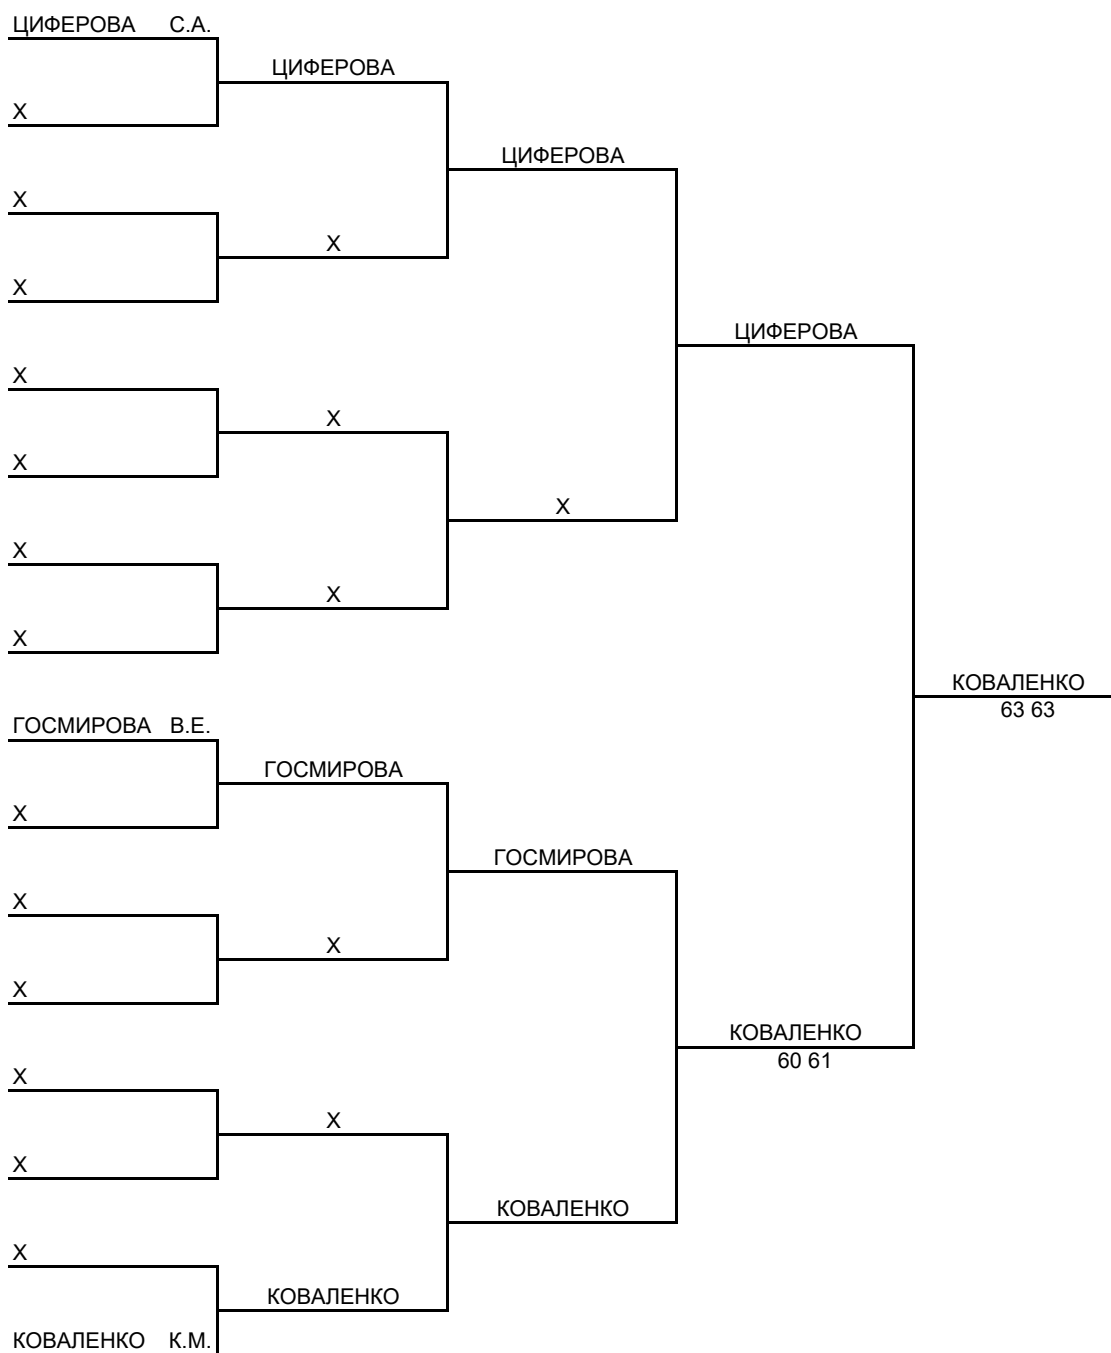 ЦИФЕРОВА С.А.
ЦИФЕРОВА
Х
ЦИФЕРОВА
Х
Х
Х
ЦИФЕРОВА
Х
Х
Х
Х
Х
Х
Х
КОВАЛЕНКО
63 63
ГОСМИРОВА В.Е.
ГОСМИРОВА
Х
ГОСМИРОВА
Х
Х
Х
КОВАЛЕНКО
60 61
Х
Х
Х
КОВАЛЕНКО
Х
КОВАЛЕНКО
КОВАЛЕНКО К.М.